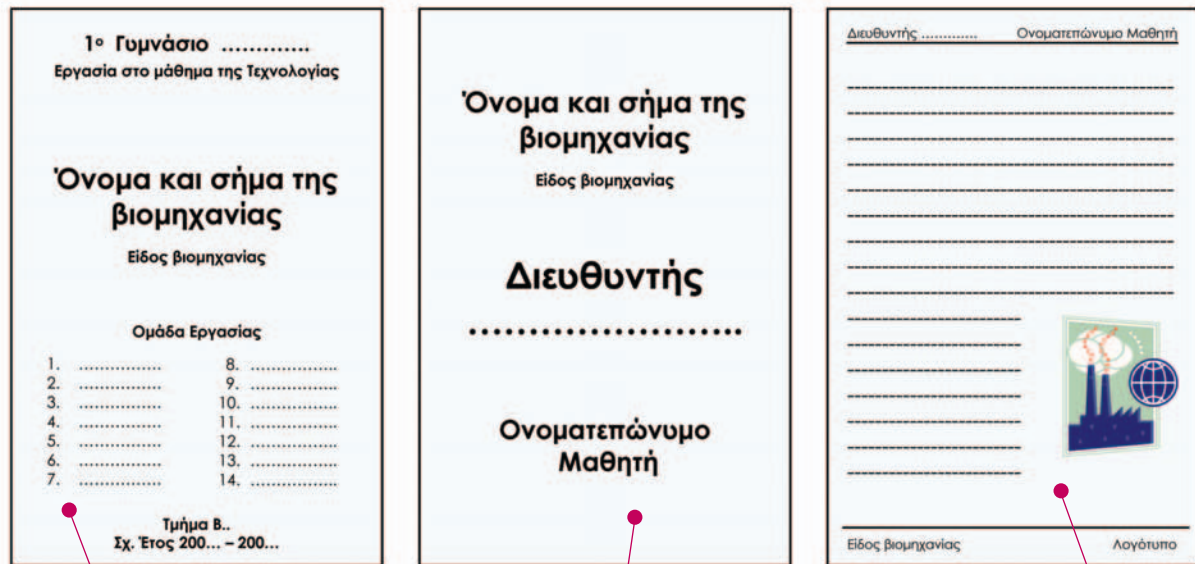 1ο Γυμνάσιο .............
Εργασία στο μάθημα της Τεχνολογίας
Όνομα και σήμα της
βιομηχανίας
Είδος βιομηχανίας
Ομάδα Εργασίας
1. ................. 8. .................
2. ................. 9. .................
3. ................. 10. .................
4. ................. 11. .................
5. ................. 12. .................
6. ................. 13. .................
7. ................. 14. .................
Τμήμα Β..
Σχ. Έτος 200... – 200...
Όνομα και σήμα της
βιομηχανίας
Είδος βιομηχανίας
Διευθυντής
........................
Ονοματεπώνυμο
Μαθητή
Διευθυντής ............. Ονοματεπώνυμο Μαθητή
Είδος βιομηχανίας Λογότυπο